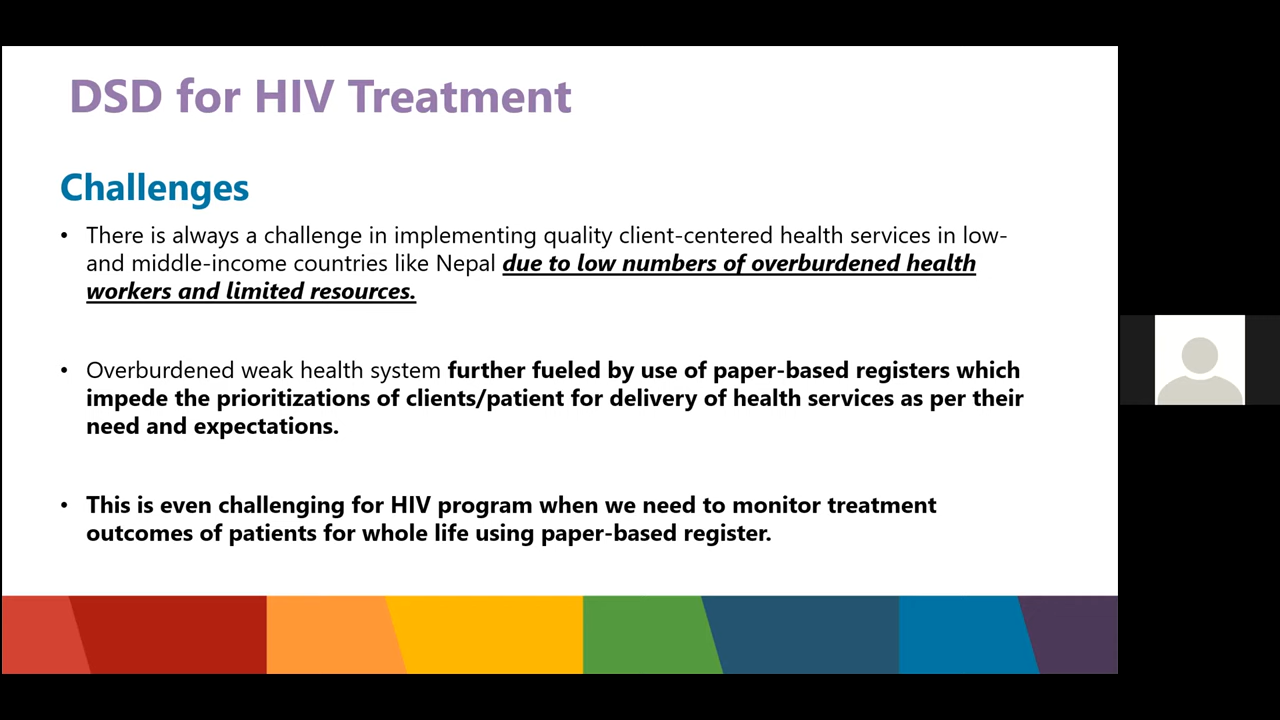 DSD for HIV Treatment
Challenges
• There is always a challenge in implementing quality client-centered health services in low-
and middle-income countries like Nepal due to low numbers of overburdened health
workers and limited resources.
• Overburdened weak health system further fueled by use of paper-based registers which
impede the prioritizations of clients/patient for delivery of health services as per their
need and expectations.
• This is even challenging for HIV program when we need to monitor treatment
outcomes of patients for whole life using paper-based register.